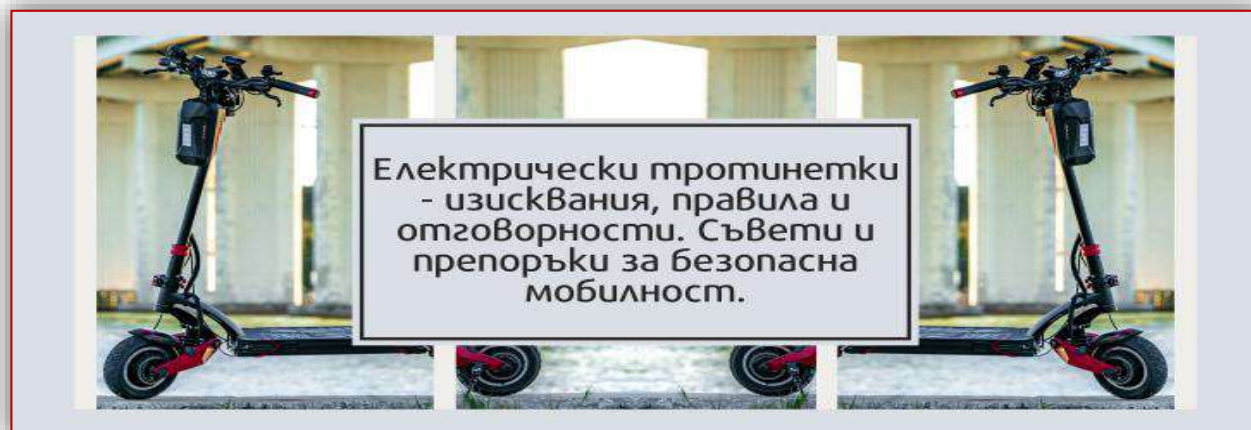 Електрически тротинетки
- изисквания, правила и
отговорности. Съвети и
препоръки за безопасна
мобилност.